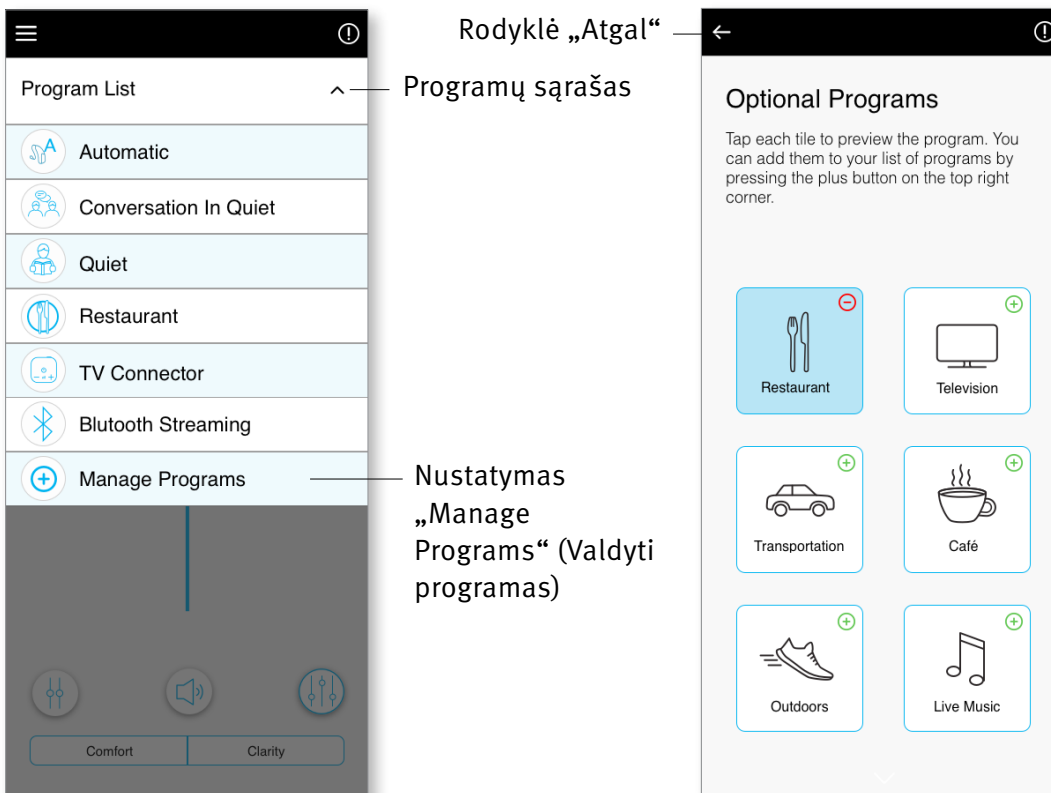 Program List
Automatic
Conversation In Quiet
Quiet
Restaurant
TV Connector
Blutooth Streaming
Manage Programs
Comfort
Clarity
Rodyklė „Atgal“
Programų sąrašas
Nustatymas
„Manage
Programs“ (Valdyti
programas)
Optional Programs
Tap each tile to preview the program. You
can add them to your list of programs by
pressing the plus button on the top right
corner.
Restaurant
Television
Transportation
Café
Outdoors
Live Music